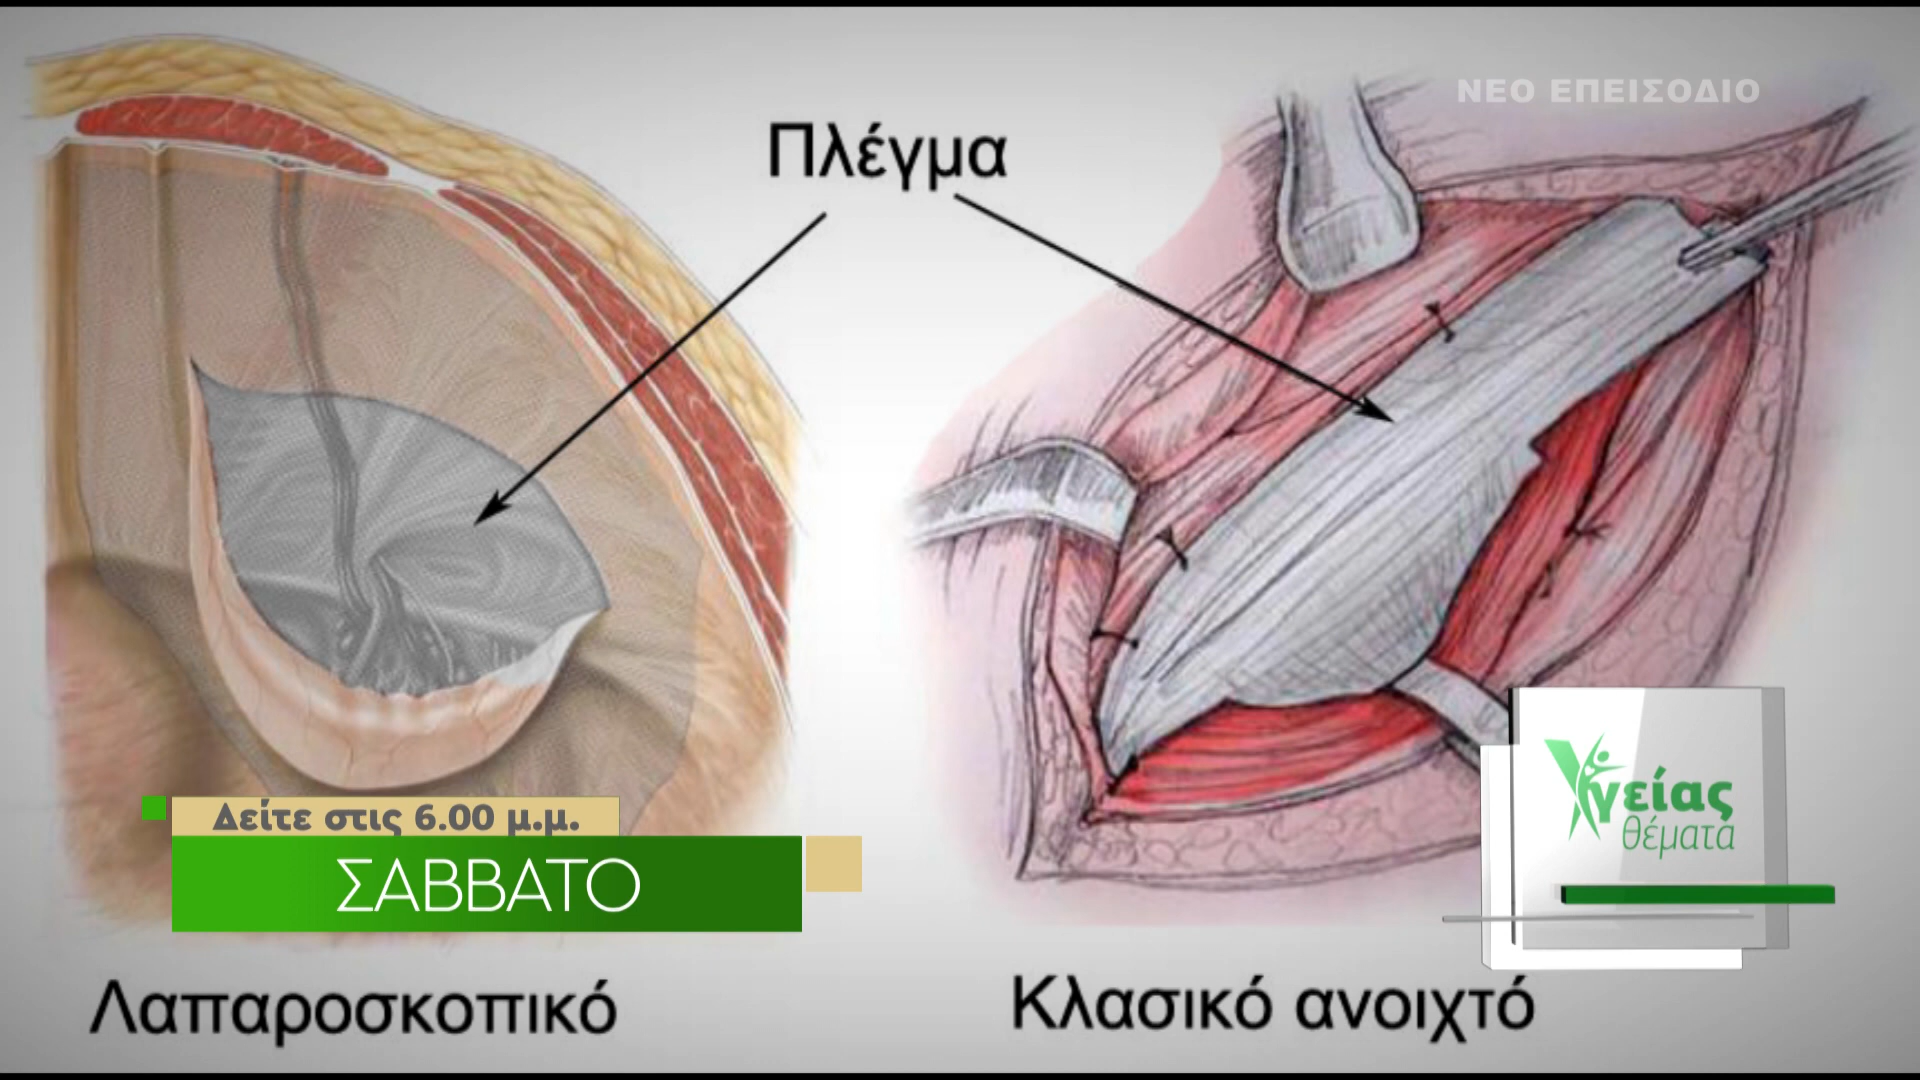 ΝΕΟ ΕΠΕΙΣΟΔΙΟ
Πλέγμα
Υγείας
θέματα
Δείτε στις 6.00 μ.μ.
ΣΑΒΒΑΤΟ
Λαπαροσκοπικό
Κλασικό ανοιχτό